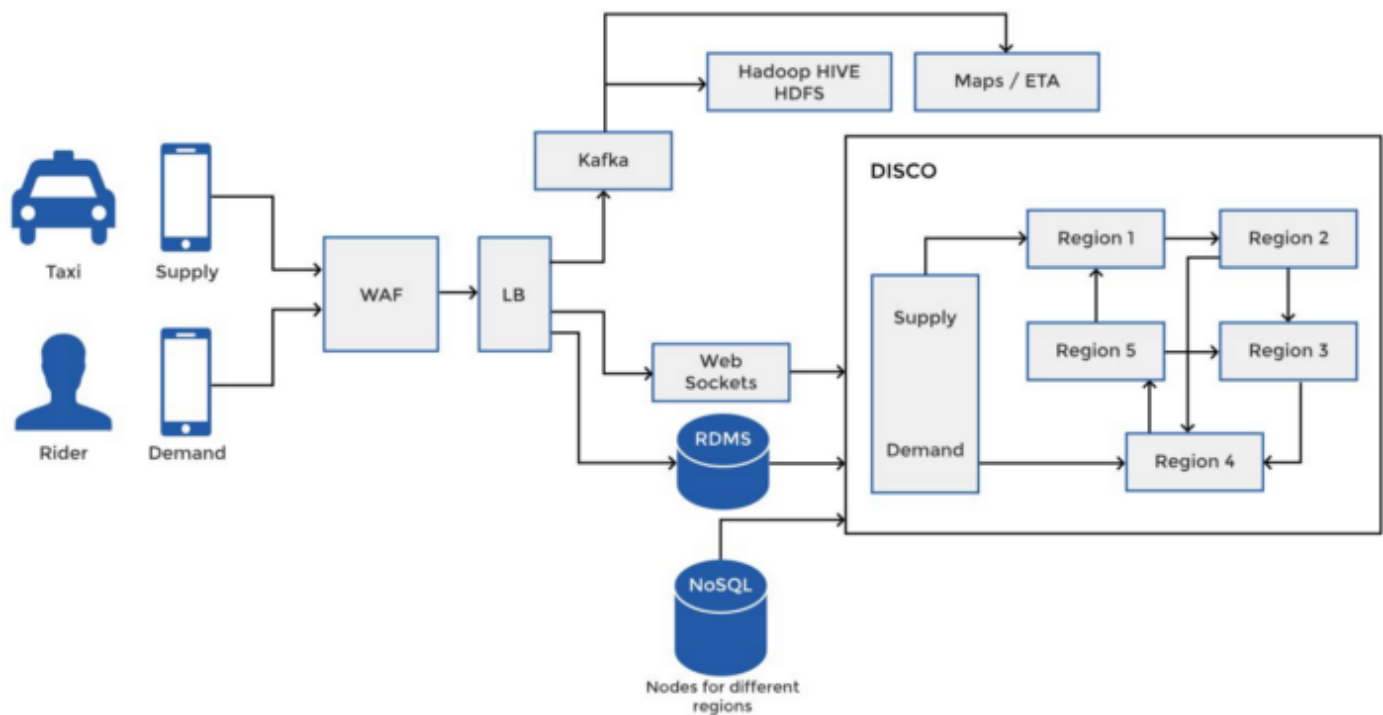 Hadoop HIVE
HDFS
Maps / ETA
Kafka
DISCO
Taxi
Supply
WAF
LB
Region 1
Region 2
Supply
Region 5
Region 3
Web
Sockets
Rider
Demand
RDMS
Demand
Region 4
NoSQL
Nodes for different
regions